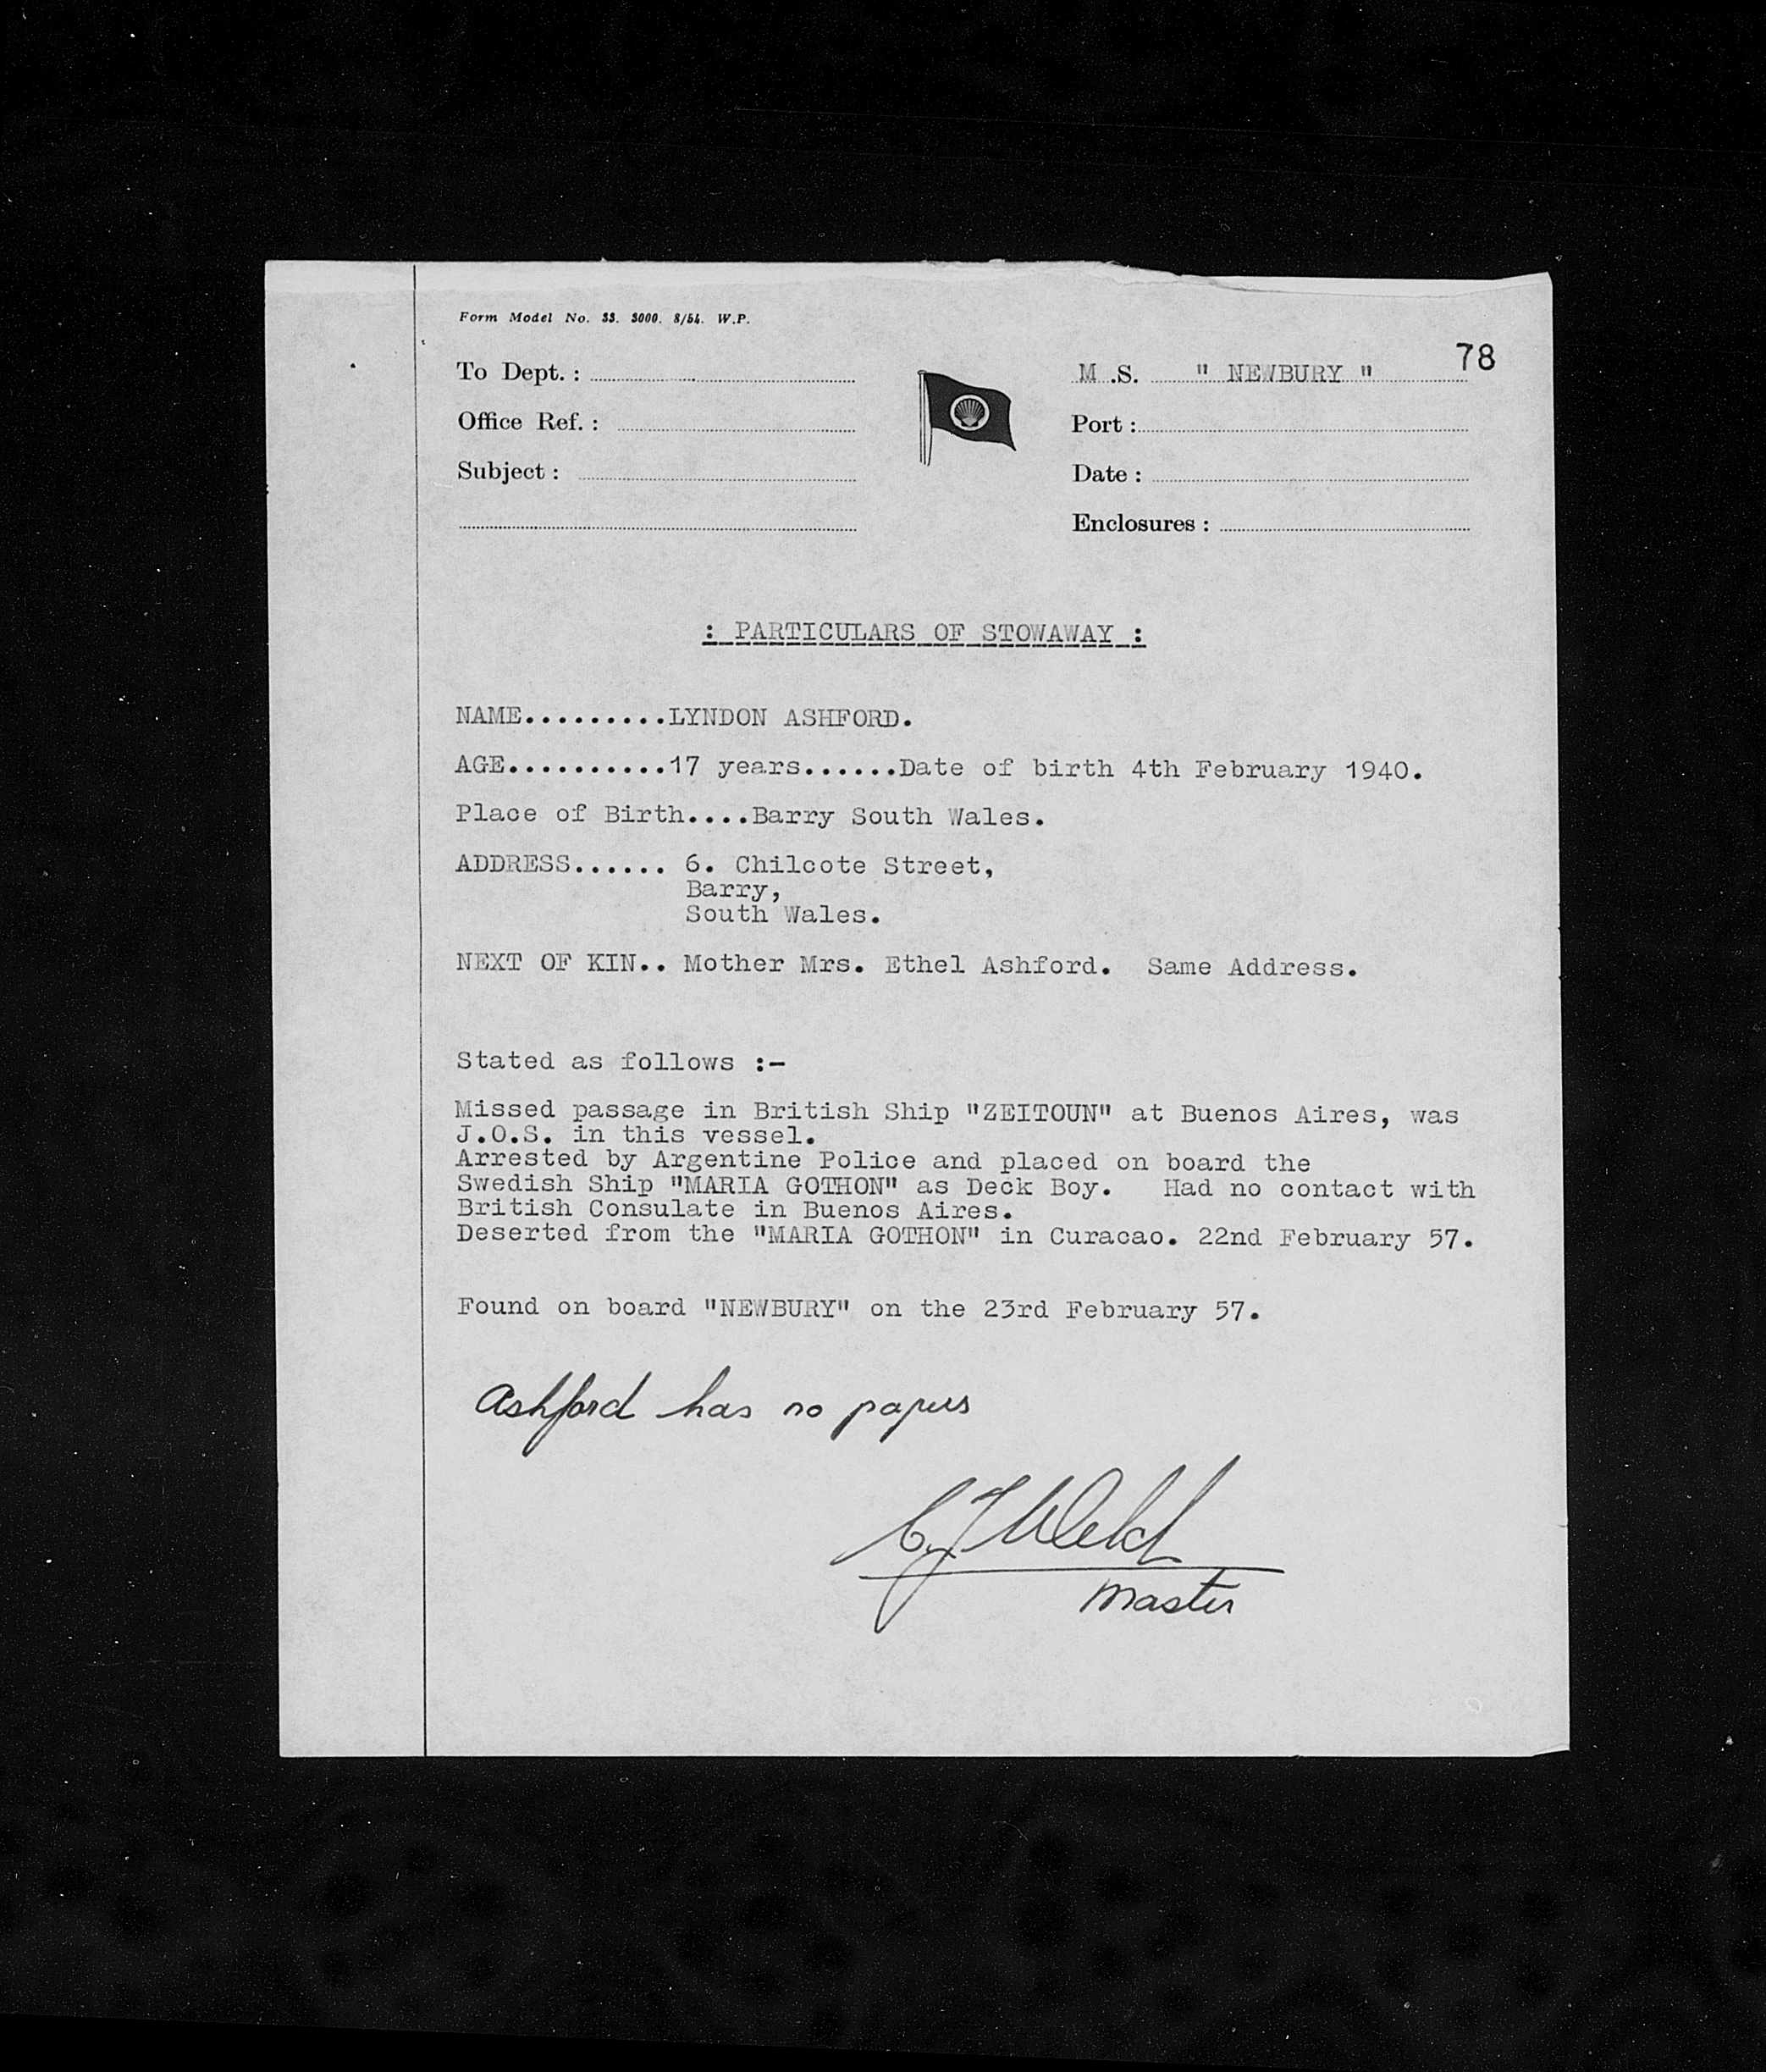 Form Model No. 33. 3000. 8/54. W.P.
78
To Dept. :
M .S. " NEWBURY "
Office Ref. :
Port :
Subject :
Date :
Enclosures :
: PARTICULARS OF STOWAWAY :
NAME.........LYNDON ASHFORD.
AGE..........17 years......Date of birth 4th February 1940.
Place of Birth....Barry South Wales.
ADDRESS...... 6. Chilcote Street,
Barry,
South Wales.
NEXT OF KIN.. Mother Mrs. Ethel Ashford. Same Address.
Stated as follows :-
Missed passage in British Ship "ZEITOUN" at Buenos Aires, was
J.O.S. in this vessel.
Arrested by Argentine Police and placed on board the
Swedish Ship "MARIA GOTHON" as Deck Boy. Had no contact with
British Consulate in Buenos Aires.
Deserted from the "MARIA GOTHON" in Curacao. 22nd February 57.
Found on board "NEWBURY" on the 23rd February 57.
Ashford has no papers
Master